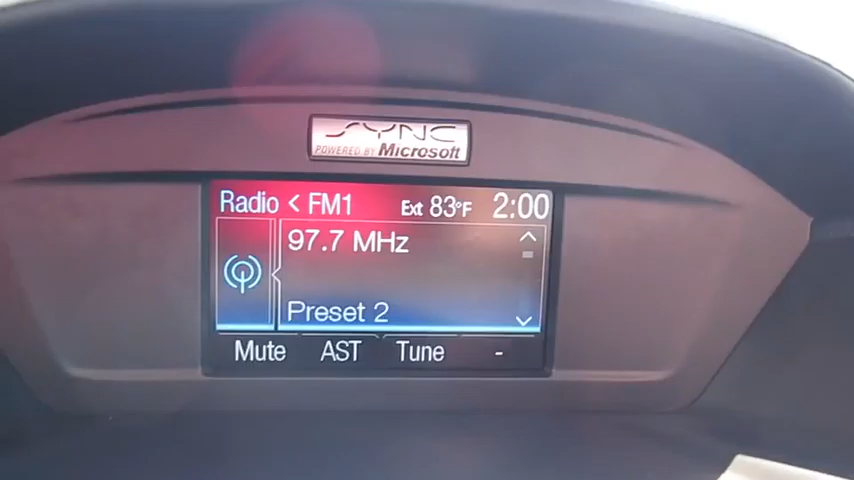 SYNC
POWERED BY Microsoft
Radio < FM1 Ext 83°F 2:00
97.7 MHz
Preset 2
Mute AST Tune -